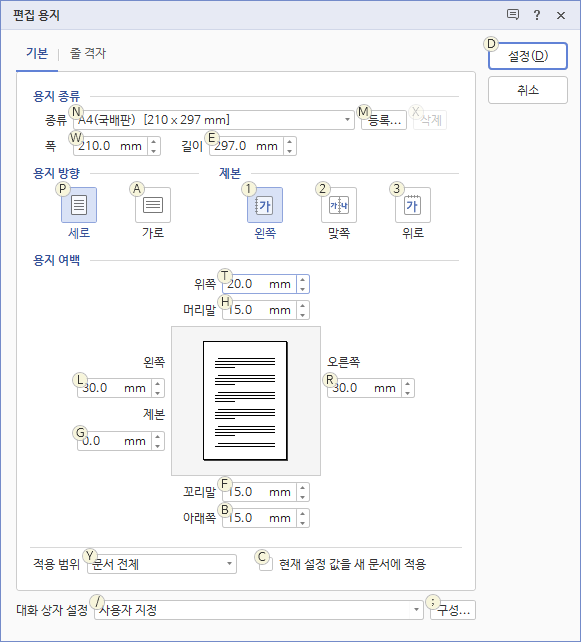 편집 용지
?
D
기본 줄 격자
설정(D)
취소
용지 종류
종류 N A4(국배판) [210 x 297 mm] M 등록... X 삭제
폭 W 210.0 mm 길이 E 297.0 mm
용지 방향 제본
P A 1 2 3
가 가 나 가
세로 가로 왼쪽 맞쪽 위로
용지 여백
위쪽 T 20.0 mm
머리말 H 15.0 mm
왼쪽 오른쪽
L 30.0 mm R 30.0 mm
제본
G 0.0 mm
꼬리말 F 15.0 mm
아래쪽 B 15.0 mm
적용 범위 Y 문서 전체 C 현재 설정 값을 새 문서에 적용
대화 상자 설정 / 사용자 지정 ; 구성...